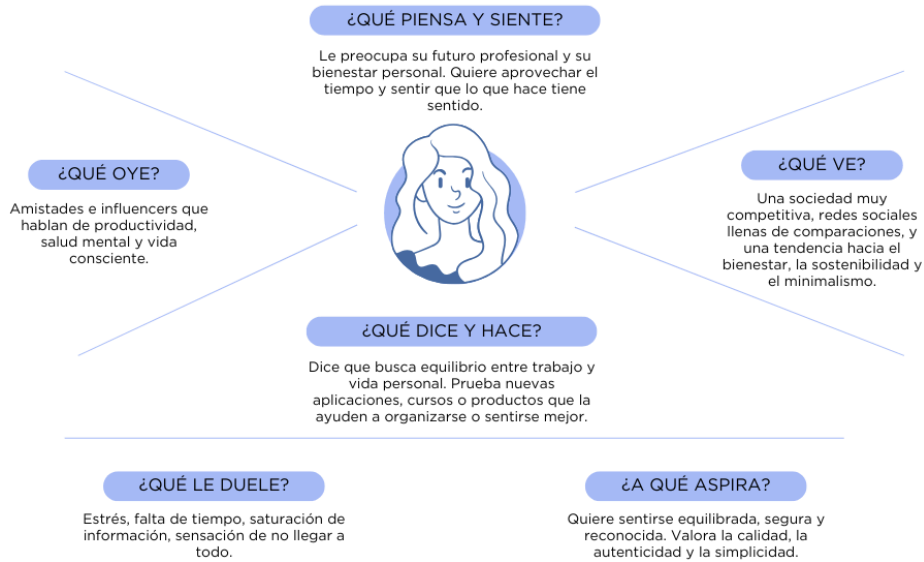 ¿QUÉ PIENSA Y SIENTE?
Le preocupa su futuro profesional y su
bienestar personal. Quiere aprovechar el
tiempo y sentir que lo que hace tiene
sentido.
¿QUÉ OYE?
Amistades e influencers que
hablan de productividad,
salud mental y vida
consciente.
¿QUÉ VE?
Una sociedad muy
competitiva, redes sociales
llenas de comparaciones, y
una tendencia hacia el
bienestar, la sostenibilidad y
el minimalismo.
¿QUÉ DICE Y HACE?
Dice que busca equilibrio entre trabajo y
vida personal. Prueba nuevas
aplicaciones, cursos o productos que la
ayuden a organizarse o sentirse mejor.
¿QUÉ LE DUELE?
Estrés, falta de tiempo, saturación de
información, sensación de no llegar a
todo.
¿A QUÉ ASPIRA?
Quiere sentirse equilibrada, segura y
reconocida. Valora la calidad, la
autenticidad y la simplicidad.